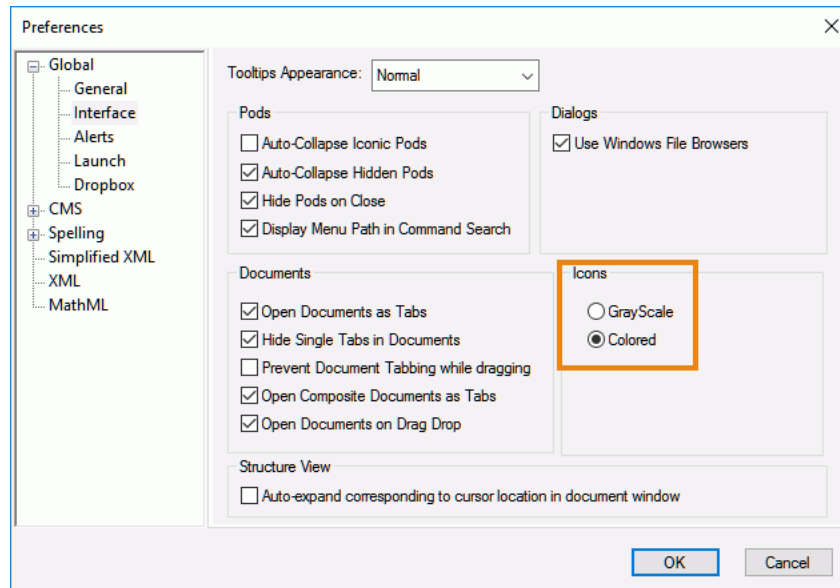 Preferences
Global
General
Interface
Alerts
Launch
Dropbox
CMS
Spelling
Simplified XML
XML
MathML
Tooltips Appearance: Normal
Pods
Auto-Collapse Iconic Pods
Auto-Collapse Hidden Pods
Hide Pods on Close
Display Menu Path in Command Search
Dialogs
Use Windows File Browsers
Documents
Open Documents as Tabs
Hide Single Tabs in Documents
Prevent Document Tabbing while dragging
Open Composite Documents as Tabs
Open Documents on Drag Drop
Icons
GrayScale
Colored
Structure View
Auto-expand corresponding to cursor location in document window
OK
Cancel